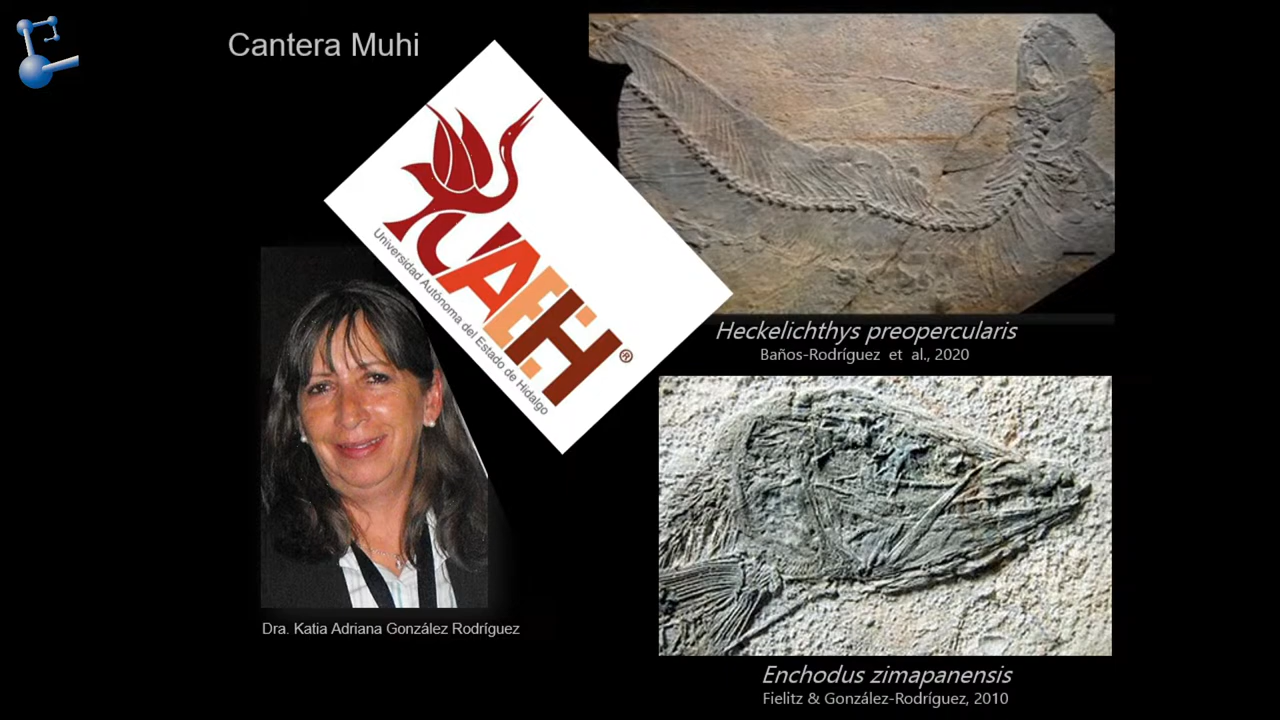 Cantera Muhi
UAEH®
Universidad Autónoma del Estado de Hidalgo
Heckelichthys preopercularis
Baños-Rodríguez et al., 2020
Dra. Katia Adriana González Rodríguez
Enchodus zimapanensis
Fielitz & González-Rodríguez, 2010